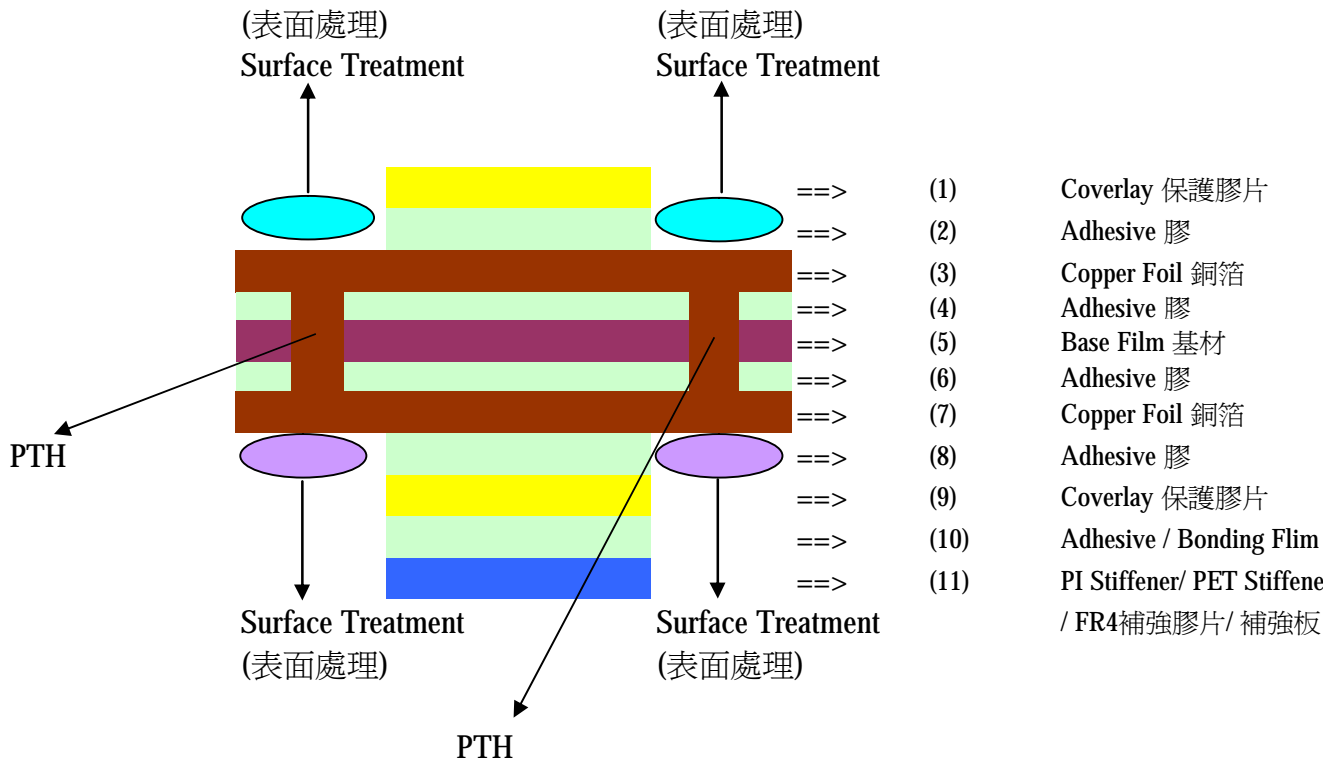 (表面處理)
Surface Treatment
(表面處理)
Surface Treatment
==> (1) Coverlay 保護膠片
==> (2) Adhesive 膠
==> (3) Copper Foil 銅箔
==> (4) Adhesive 膠
==> (5) Base Film 基材
==> (6) Adhesive 膠
==> (7) Copper Foil 銅箔
==> (8) Adhesive 膠
==> (9) Coverlay 保護膠片
==> (10) Adhesive / Bonding Flim
==> (11) PI Stiffener/ PET Stiffene
/ FR4補強膠片/ 補強板
PTH
Surface Treatment
(表面處理)
Surface Treatment
(表面處理)
PTH